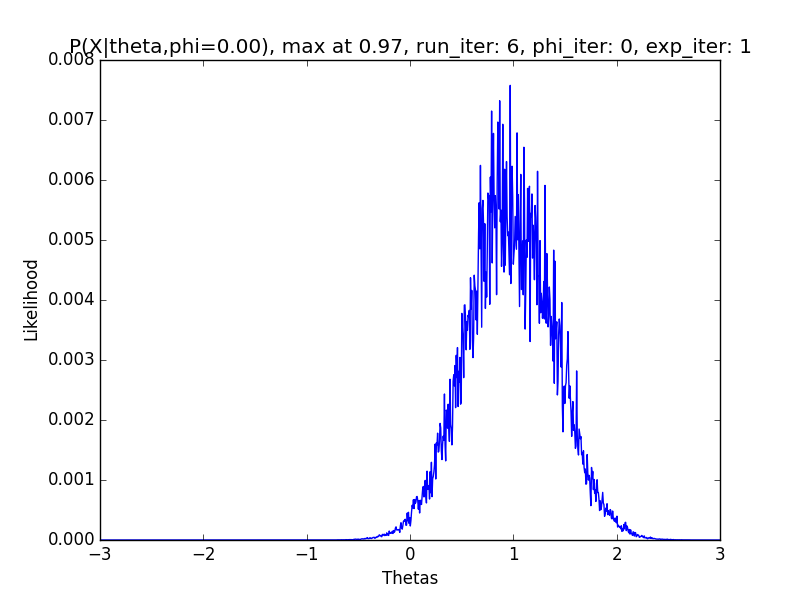 P(X|theta,phi=0.00), max at 0.97, run_iter: 6, phi_iter: 0, exp_iter: 1
0.008
0.007
0.006
0.005
0.004
0.003
0.002
0.001
0.000
Likelihood
−3 −2 −1 0 1 2 3
Thetas